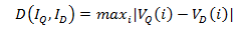 D(I_Q, I_D) = max_i|V_Q(i) − V_D(i)|